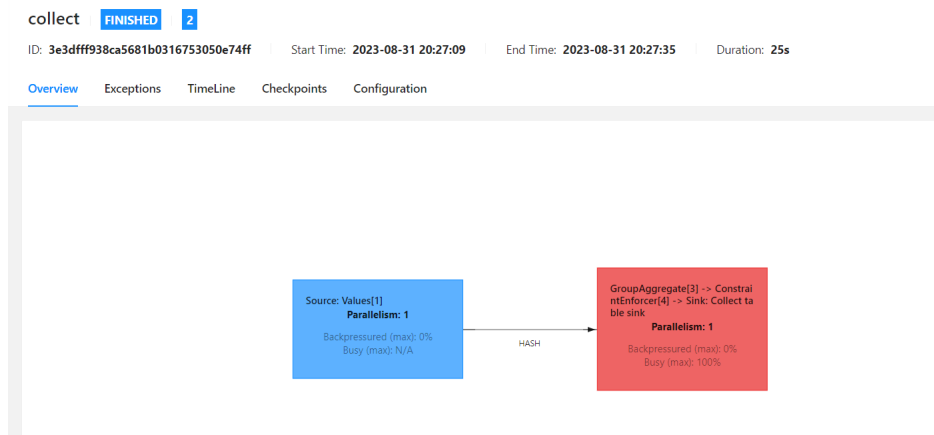 collect FINISHED 2
ID: 3e3dfff938ca5681b0316753050e74ff Start Time: 2023-08-31 20:27:09 End Time: 2023-08-31 20:27:35 Duration: 25s
Overview Exceptions TimeLine Checkpoints Configuration
Source: Values[1]
Parallelism: 1
Backpressured (max): 0%
Busy (max): N/A
HASH
GroupAggregate[3] -> Constrai
ntEnforcer[4] -> Sink: Collect ta
ble sink
Parallelism: 1
Backpressured (max): 0%
Busy (max): 100%